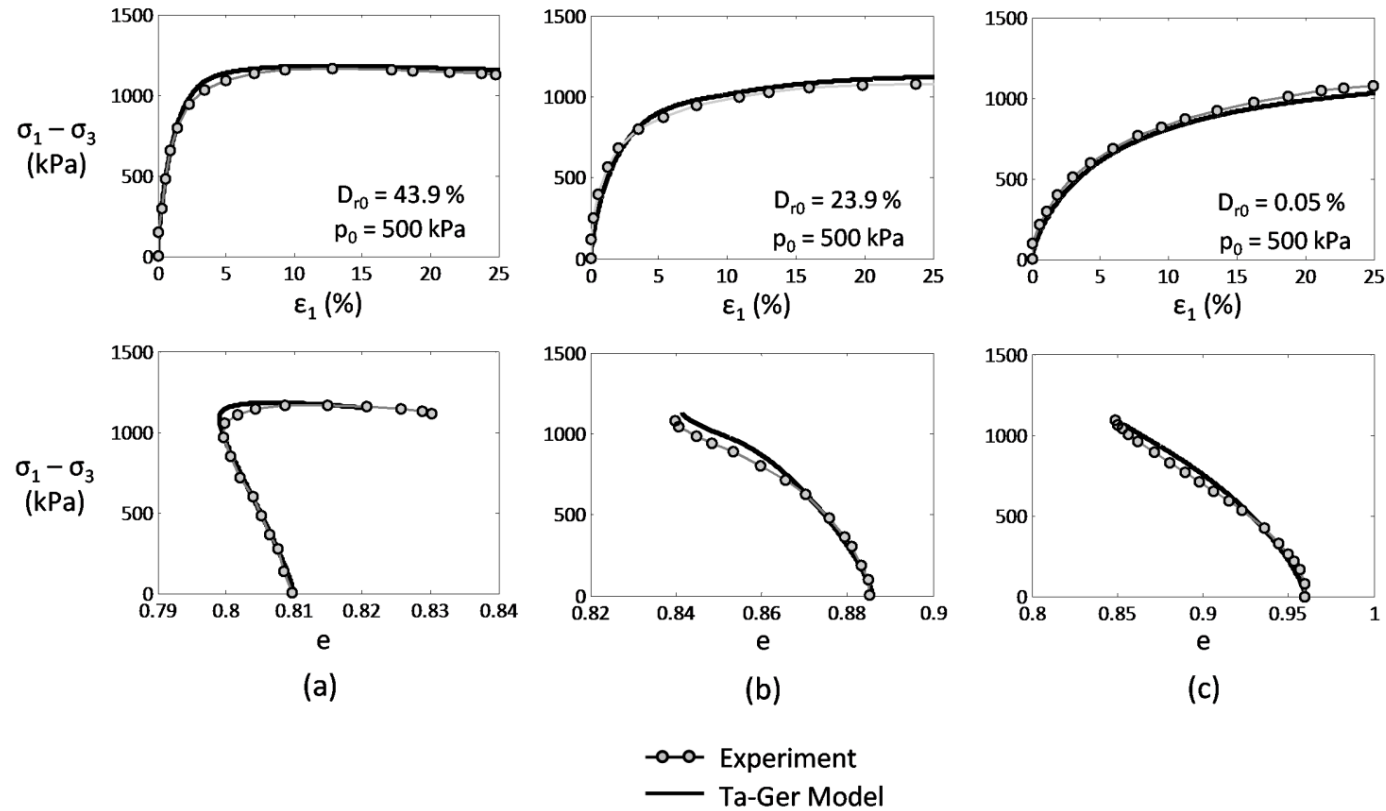 1500
1000
500
0
σ₁ – σ₃
(kPa)
D_r0 = 43.9 %
p₀ = 500 kPa
0 5 10 15 20 25
ε₁ (%)
1500
1000
500
0
D_r0 = 23.9 %
p₀ = 500 kPa
0 5 10 15 20 25
ε₁ (%)
1500
1000
500
0
D_r0 = 0.05 %
p₀ = 500 kPa
0 5 10 15 20 25
ε₁ (%)
1500
1000
500
0
σ₁ – σ₃
(kPa)
0.79 0.8 0.81 0.82 0.83 0.84
e
(a)
1500
1000
500
0
0.82 0.84 0.86 0.88 0.9
e
(b)
1500
1000
500
0
0.8 0.85 0.9 0.95 1
e
(c)
Experiment
Ta-Ger Model